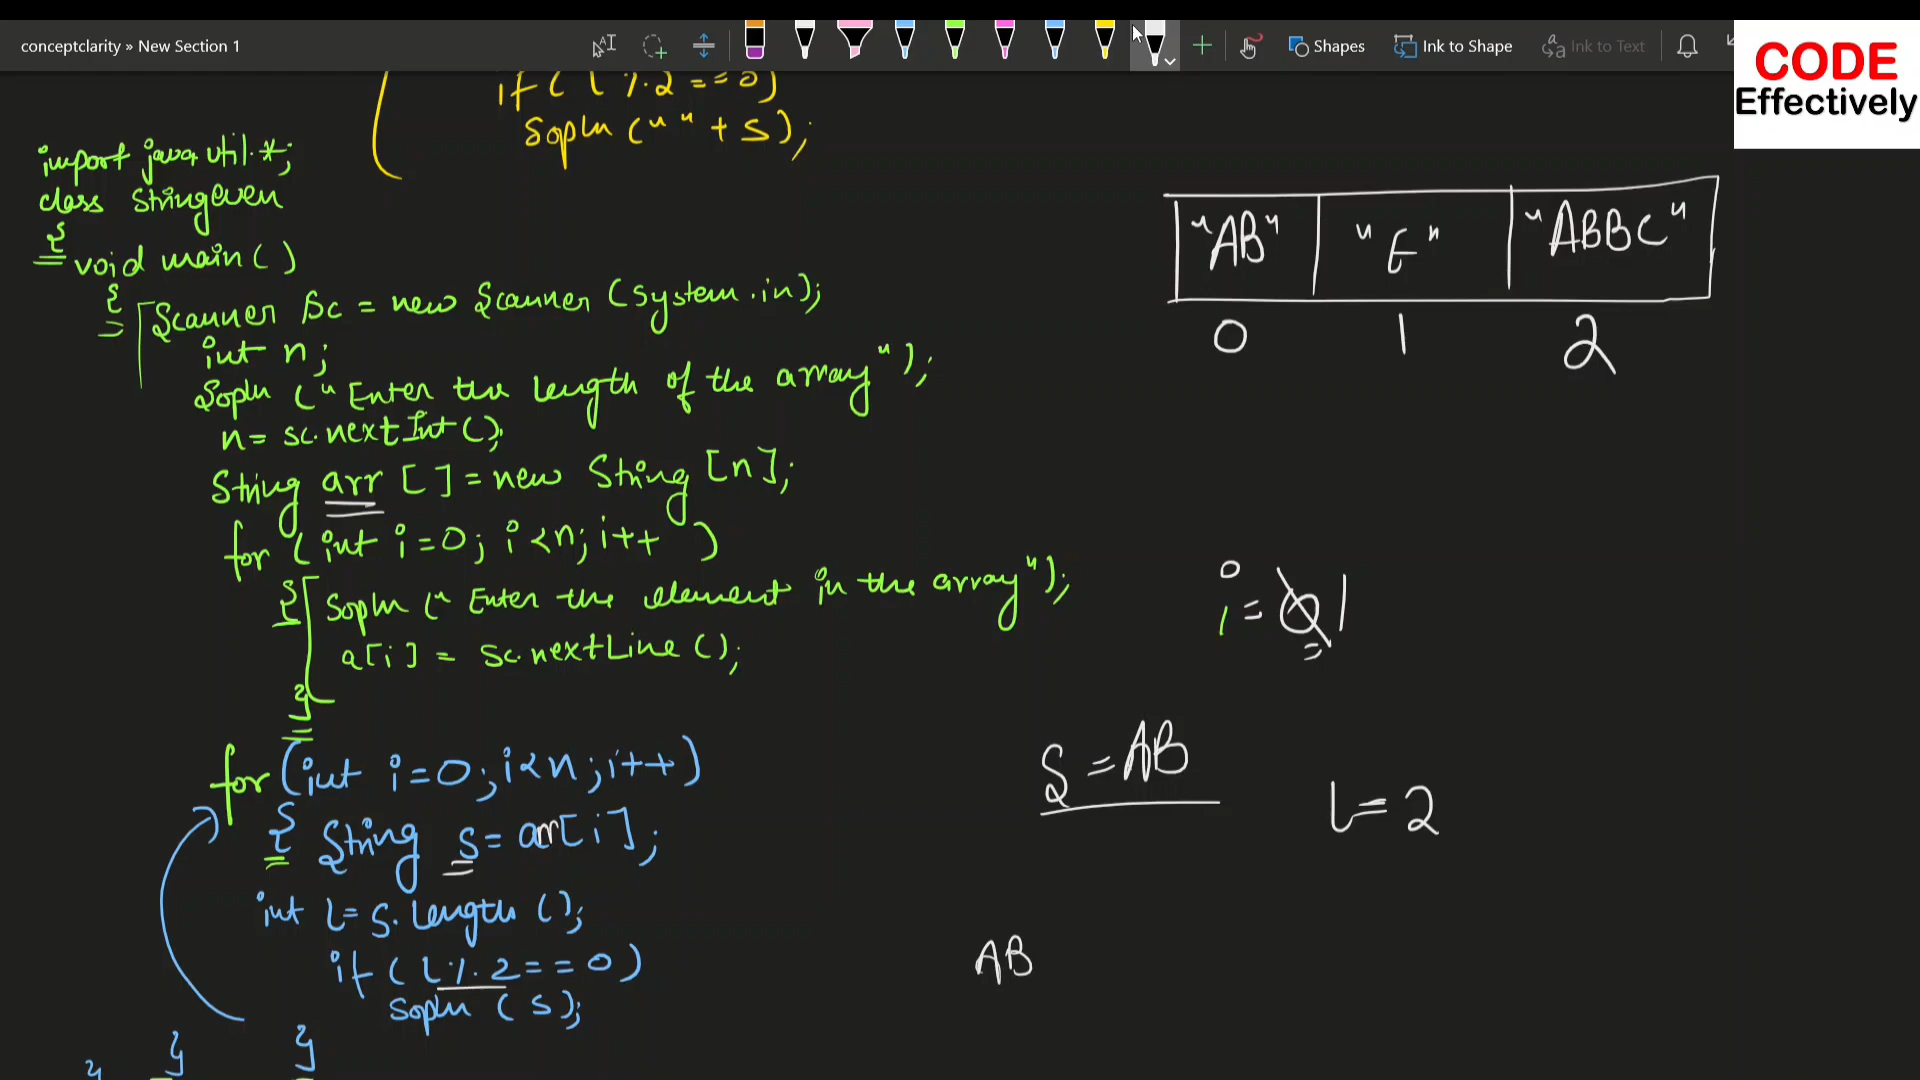 conceptclarity » New Section 1
Shapes
Ink to Shape
Ink to Text
CODE
Effectively
if ( l % 2 == 0 )
Sopln (" " + s);
import java.util.*;
class Stringeven
{
void main( )
{
Scanner sc = new Scanner (System.in);
int n;
Sopln (" Enter the length of the array");
n = sc.nextInt ();
String arr [ ] = new String [n];
for (int i=0; i<n; i++ )
{
Sopln (" Enter the element in the array");
a[i] = sc.nextLine ();
}
for (int i=0; i<n; i++)
{ String s = arr[i];
int l = s.length ();
if ( l % 2 == 0 )
Sopln ( s );
}
}
}
"AB" "E" "ABBC"
0 1 2
i = 0 1
S = AB
l = 2
AB